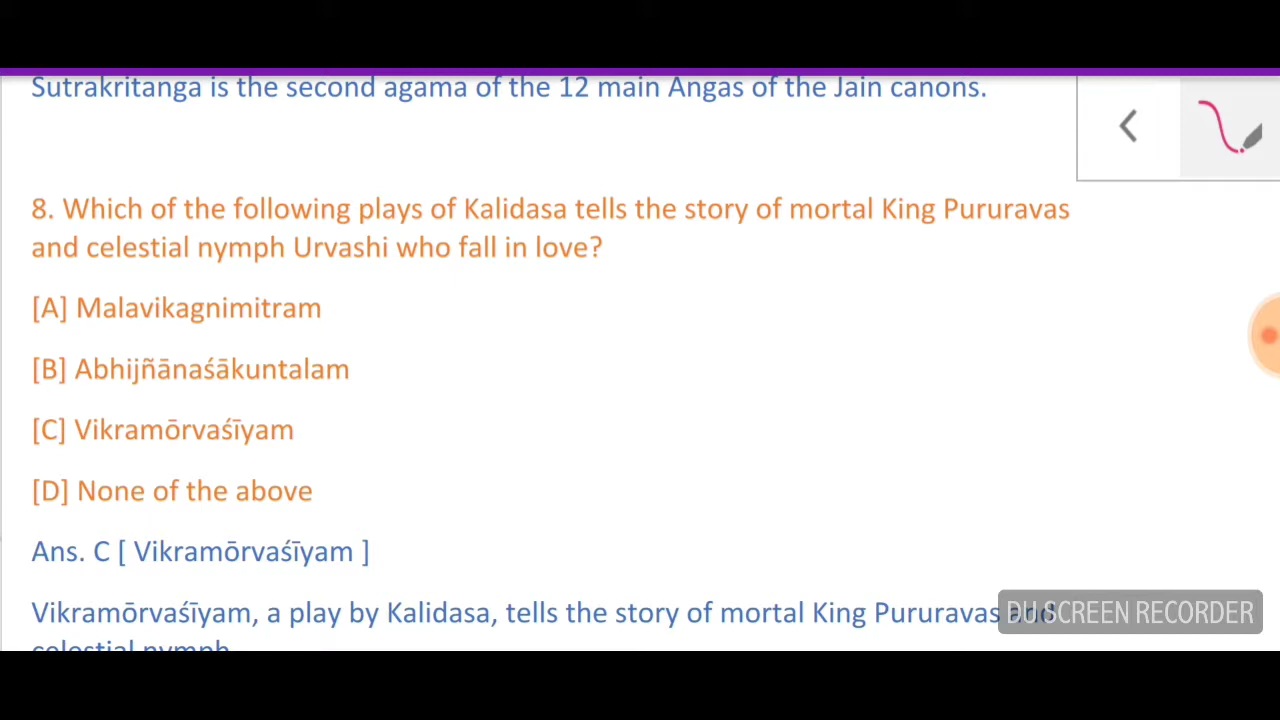 Sutrakritanga is the second agama of the 12 main Angas of the Jain canons.
8. Which of the following plays of Kalidasa tells the story of mortal King Pururavas
and celestial nymph Urvashi who fall in love?
[A] Malavikagnimitram
[B] Abhijñānaśākuntalam
[C] Vikramōrvaśīyam
[D] None of the above
Ans. C [ Vikramōrvaśīyam ]
Vikramōrvaśīyam, a play by Kalidasa, tells the story of mortal King Pururavas and
celestial nymph
DU SCREEN RECORDER